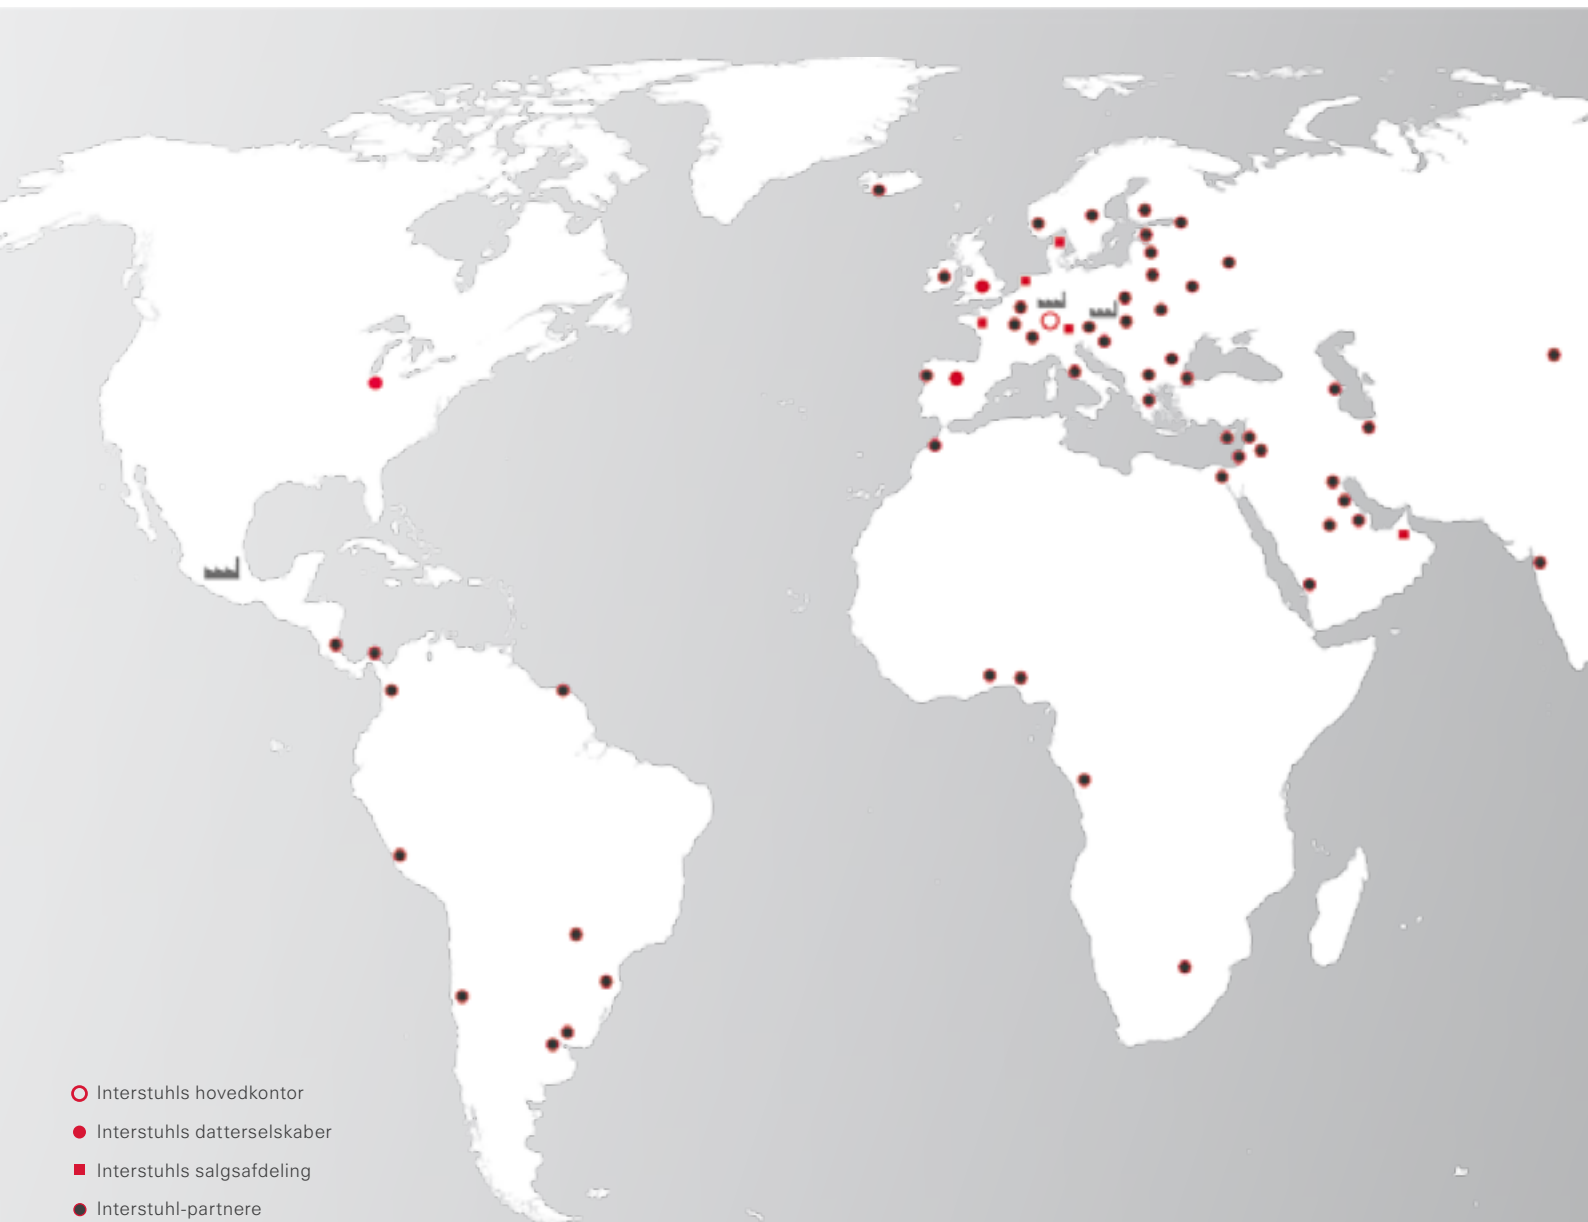 Interstuhls hovedkontor
Interstuhls datterselskaber
Interstuhls salgsafdeling
Interstuhl-partnere